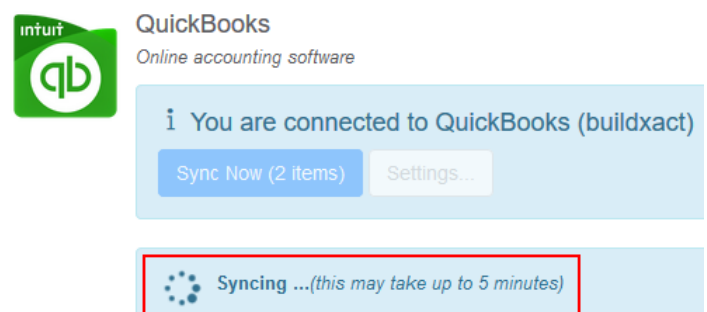 ıntuıt
qb
QuickBooks
Online accounting software
i You are connected to QuickBooks (buildxact)
Sync Now (2 items) Settings...
Syncing ...(this may take up to 5 minutes)